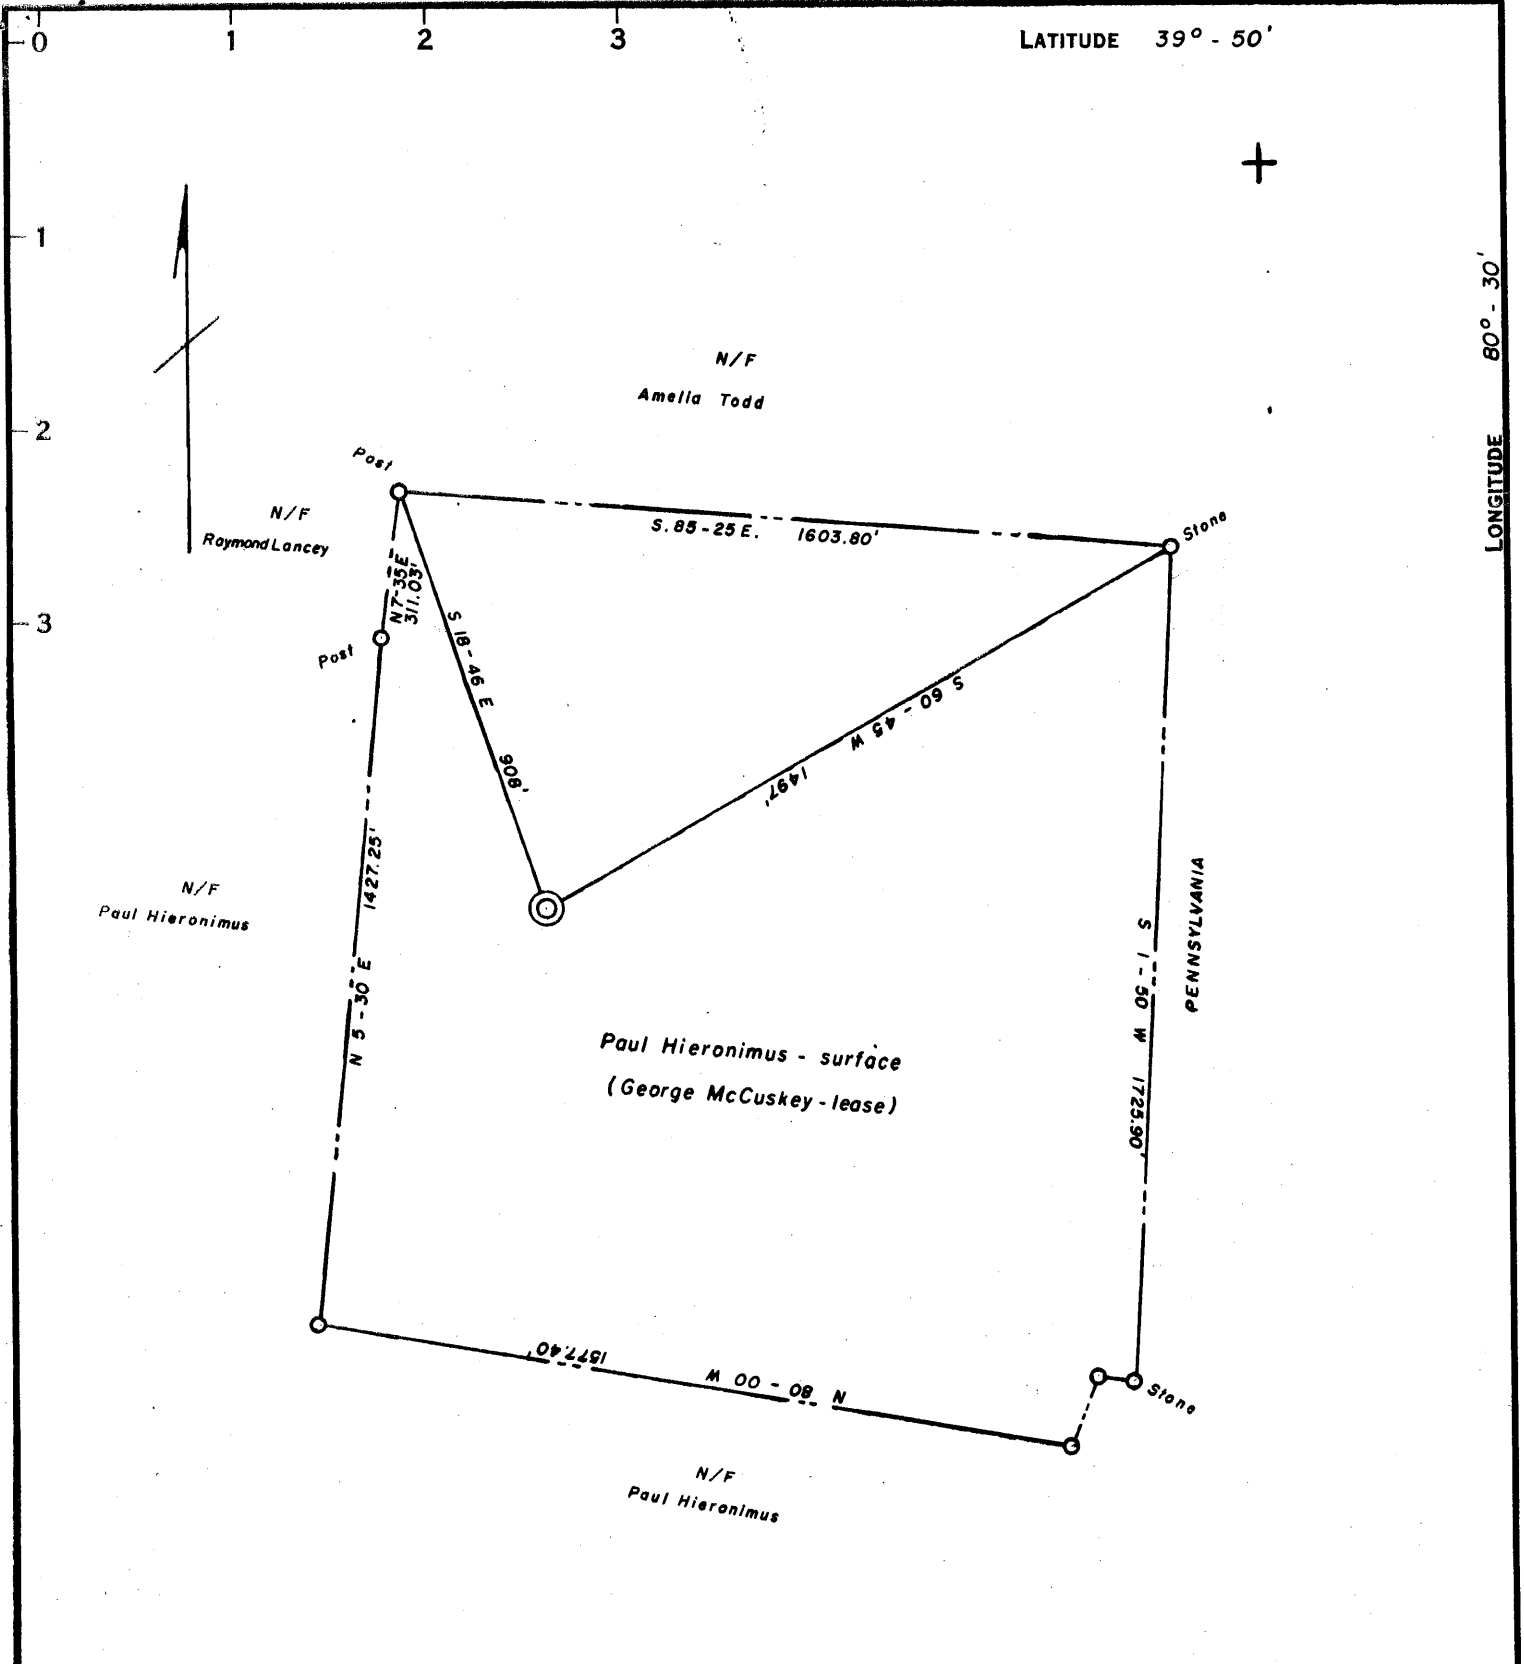 0 1 2 3 LATITUDE 39° - 50'
1
2
3
LONGITUDE 80° - 30'
N/F
Amelia Todd
Post
N/F
Raymond Lancey
S. 85 - 25 E. 1603.80'
Stone
N 7-35 E
311.03'
Post
S 18 - 46 E 908'
S 60 - 45 W 1497'
N 5 - 30 E 1427.25'
N/F
Paul Hieronimus
S 1 - 50 W 1725.90'
PENNSYLVANIA
Paul Hieronimus - surface
(George McCuskey - lease)
N 80 - 00 W 1577.40'
Stone
N/F
Paul Hieronimus